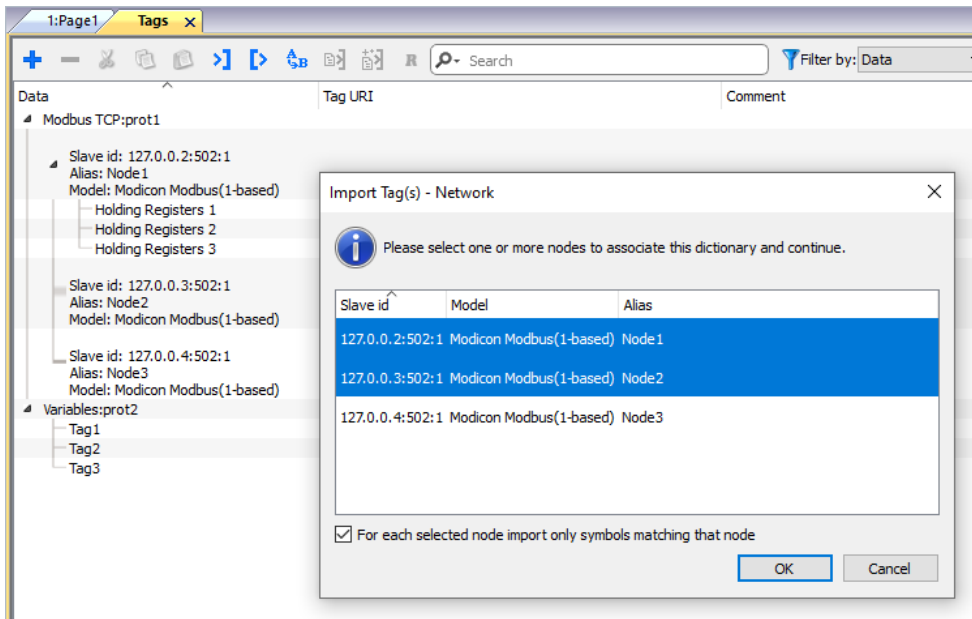 1:Page1 Tags
Search Filter by: Data
Data Tag URI Comment
Modbus TCP:prot1
Slave id: 127.0.0.2:502:1
Alias: Node1
Model: Modicon Modbus(1-based)
Holding Registers 1
Holding Registers 2
Holding Registers 3
Slave id: 127.0.0.3:502:1
Alias: Node2
Model: Modicon Modbus(1-based)
Slave id: 127.0.0.4:502:1
Alias: Node3
Model: Modicon Modbus(1-based)
Variables:prot2
Tag1
Tag2
Tag3
Import Tag(s) - Network
Please select one or more nodes to associate this dictionary and continue.
Slave id Model Alias
127.0.0.2:502:1 Modicon Modbus(1-based) Node1
127.0.0.3:502:1 Modicon Modbus(1-based) Node2
127.0.0.4:502:1 Modicon Modbus(1-based) Node3
For each selected node import only symbols matching that node
OK Cancel